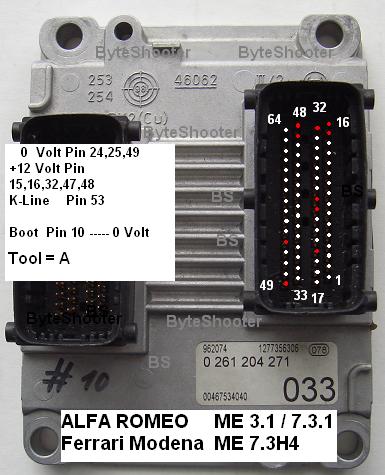 ByteShooter
ByteShooter
253
254
46062
ByteShooter
48
32
64
16
0 Volt Pin 24,25,49
+12 Volt Pin
15,16,32,47,48
K-Line Pin 53
Boot Pin 10 ----- 0 Volt
Tool = A
BS
BS
BS
49
33
17
1
ByteShooter
962074 1277356306 078
0 261 204 271
BS
00467534040
033
# 10
ALFA ROMEO ME 3.1 / 7.3.1
Ferrari Modena ME 7.3H4